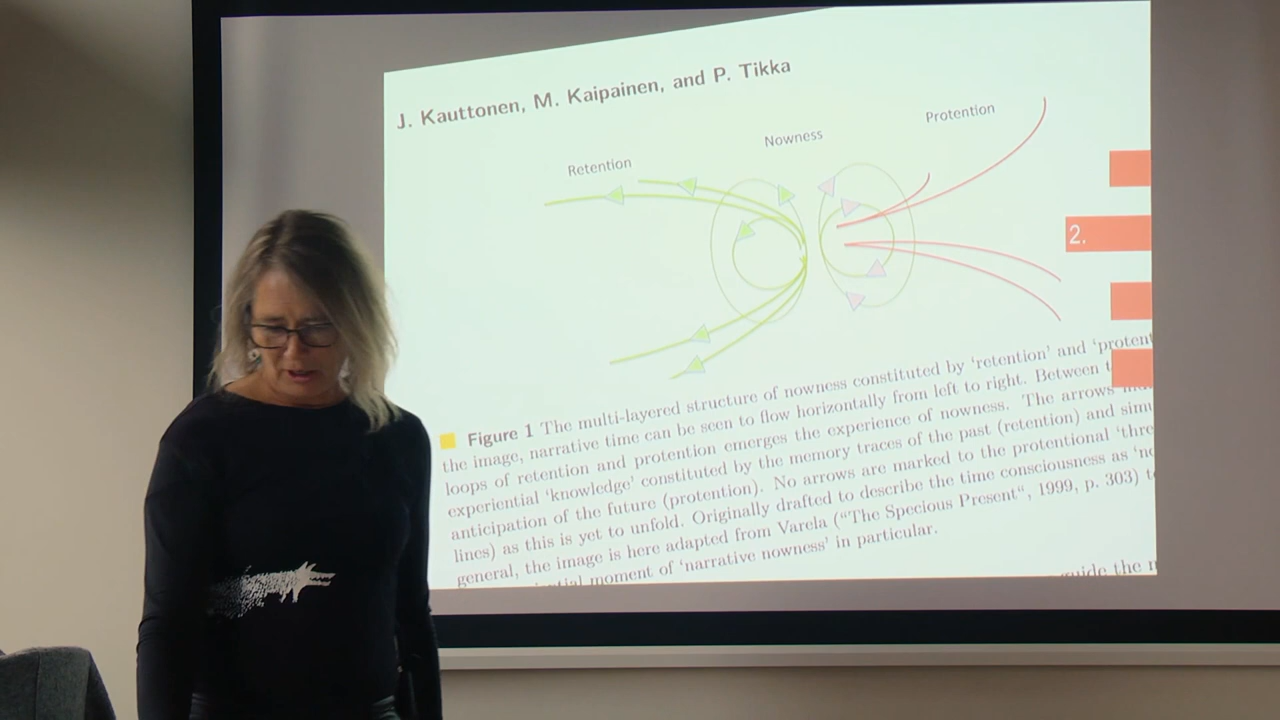 J. Kauttonen, M. Kaipainen, and P. Tikka
Retention
Nowness
Protention
2.
Figure 1 The multi-layered structure of nowness constituted by 'retention' and 'protent
the image, narrative time can be seen to flow horizontally from left to right. Between t
loops of retention and protention emerges the experience of nowness. The arrows
experiential 'knowledge' constituted by the memory traces of the past (retention) and simu
anticipation of the future (protention). No arrows are marked to the protentional 'thre
lines) as this is yet to unfold. Originally drafted to describe the time consciousness as 'no
general, the image is here adapted from Varela ("The Specious Present", 1999, p. 303) t
moment of 'narrative nowness' in particular.
guide the